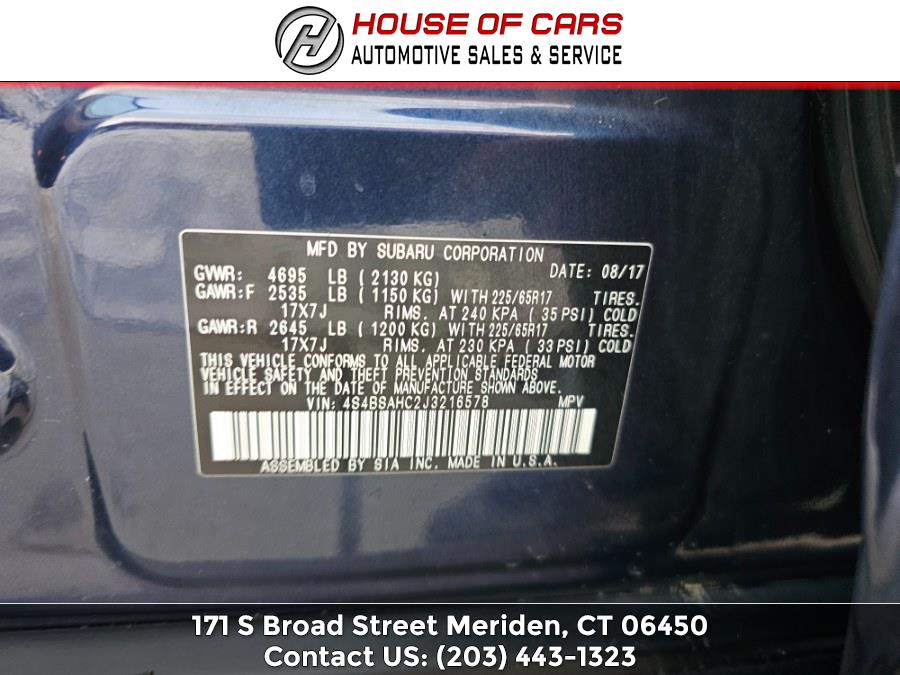 HOUSE OF CARS
AUTOMOTIVE SALES & SERVICE
MFD BY SUBARU CORPORATION
GVWR: 4695 LB (2130 KG) DATE: 08/17
GAWR:F 2535 LB (1150 KG) WITH 225/65R17 TIRES.
17X7J RIMS. AT 240 KPA (35 PSI) COLD
GAWR:R 2645 LB (1200 KG) WITH 225/65R17 TIRES.
17X7J RIMS. AT 230 KPA (33 PSI) COLD
THIS VEHICLE CONFORMS TO ALL APPLICABLE FEDERAL MOTOR
VEHICLE SAFETY AND THEFT PREVENTION STANDARDS
IN EFFECT ON THE DATE OF MANUFACTURE SHOWN ABOVE.
VIN: 4S4BSAHC2J3216578 MPV
ASSEMBLED BY SIA INC. MADE IN U.S.A.
171 S Broad Street Meriden, CT 06450
Contact US: (203) 443-1323